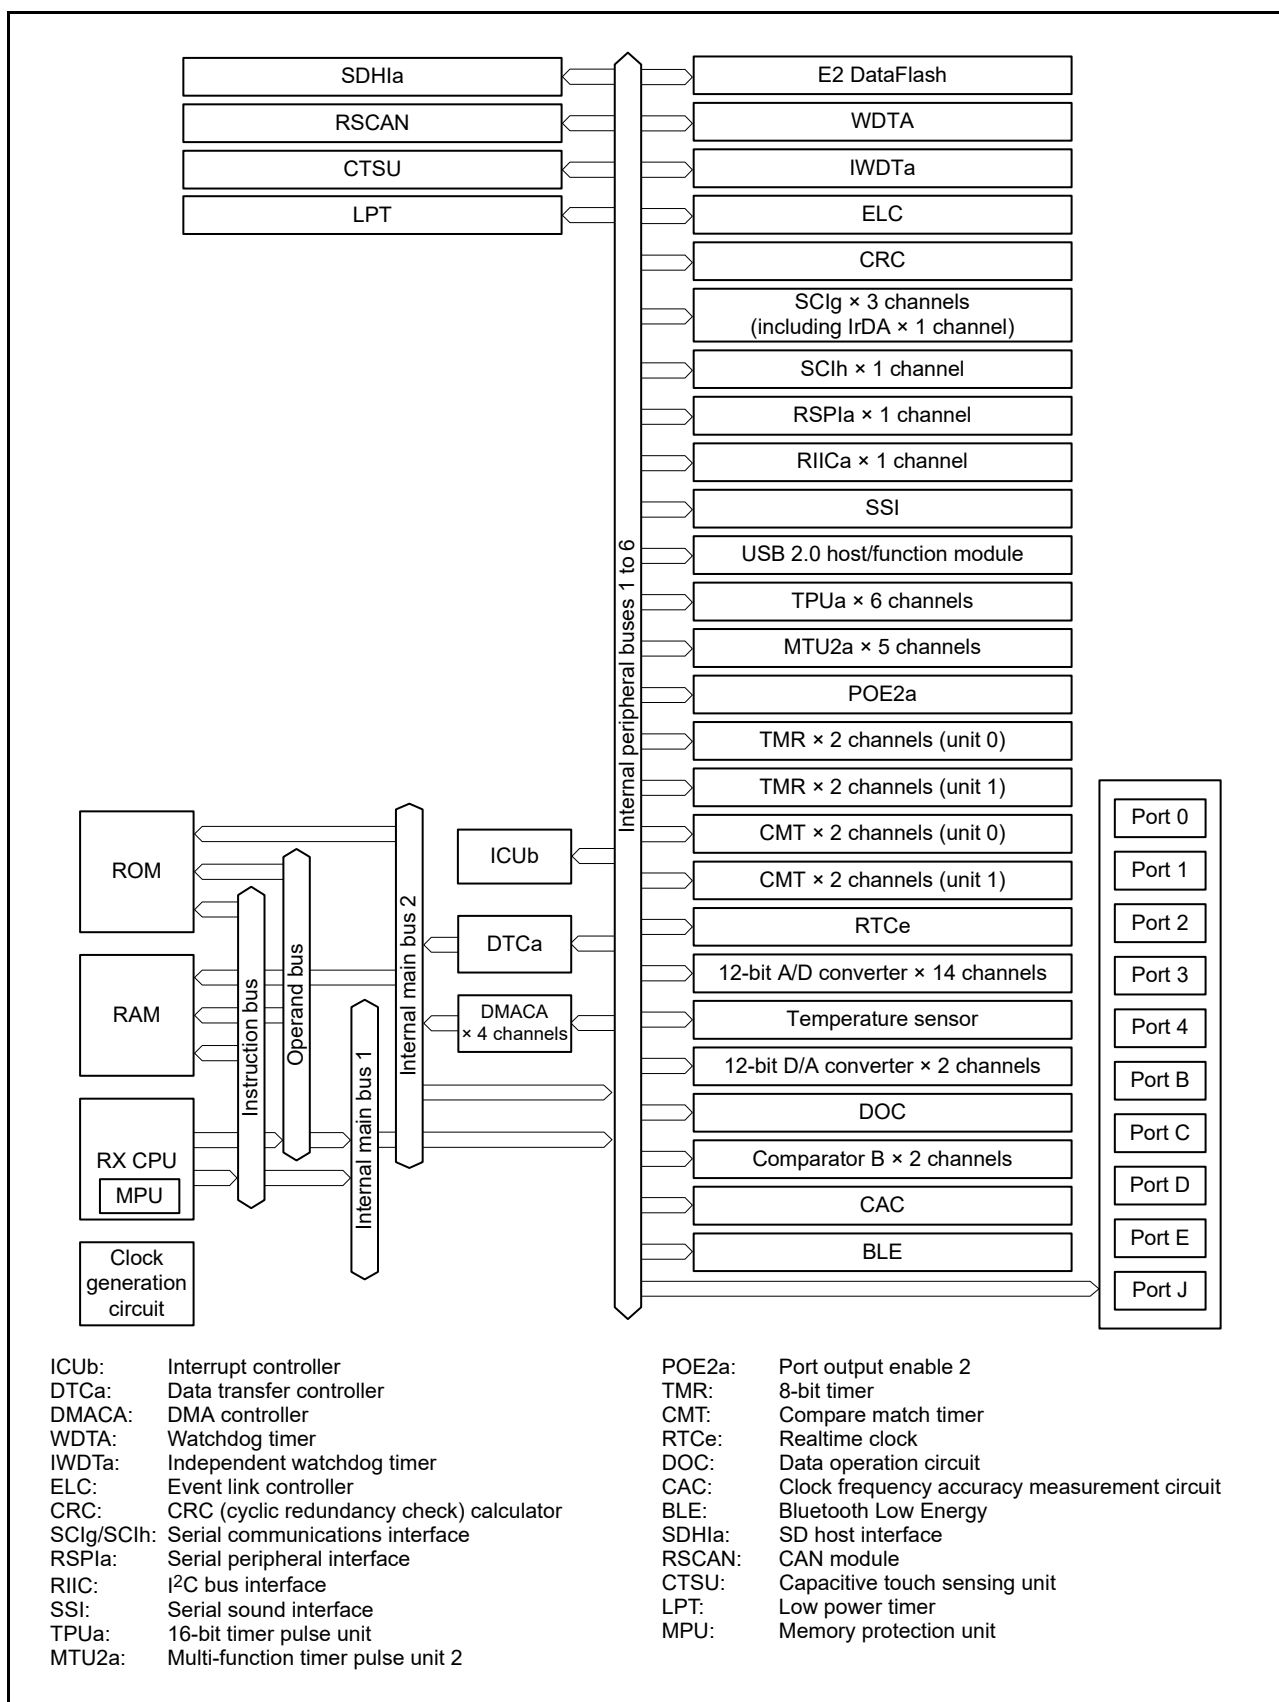 SDHIa
RSCAN
CTSU
LPT
E2 DataFlash
WDTA
IWDTa
ELC
CRC
SCIg × 3 channels
(including IrDA × 1 channel)
SCIh × 1 channel
RSPIa × 1 channel
RIICa × 1 channel
SSI
USB 2.0 host/function module
TPUa × 6 channels
MTU2a × 5 channels
POE2a
TMR × 2 channels (unit 0)
TMR × 2 channels (unit 1)
CMT × 2 channels (unit 0)
CMT × 2 channels (unit 1)
RTCe
12-bit A/D converter × 14 channels
Temperature sensor
12-bit D/A converter × 2 channels
DOC
Comparator B × 2 channels
CAC
BLE
Internal peripheral buses 1 to 6
ROM
RAM
RX CPU
MPU
Clock
generation
circuit
Instruction bus
Operand bus
Internal main bus 1
Internal main bus 2
ICUb
DTCa
DMACA
× 4 channels
Port 0
Port 1
Port 2
Port 3
Port 4
Port B
Port C
Port D
Port E
Port J
ICUb: Interrupt controller
DTCa: Data transfer controller
DMACA: DMA controller
WDTA: Watchdog timer
IWDTa: Independent watchdog timer
ELC: Event link controller
CRC: CRC (cyclic redundancy check) calculator
SCIg/SCIh: Serial communications interface
RSPIa: Serial peripheral interface
RIIC: I2C bus interface
SSI: Serial sound interface
TPUa: 16-bit timer pulse unit
MTU2a: Multi-function timer pulse unit 2
POE2a: Port output enable 2
TMR: 8-bit timer
CMT: Compare match timer
RTCe: Realtime clock
DOC: Data operation circuit
CAC: Clock frequency accuracy measurement circuit
BLE: Bluetooth Low Energy
SDHIa: SD host interface
RSCAN: CAN module
CTSU: Capacitive touch sensing unit
LPT: Low power timer
MPU: Memory protection unit